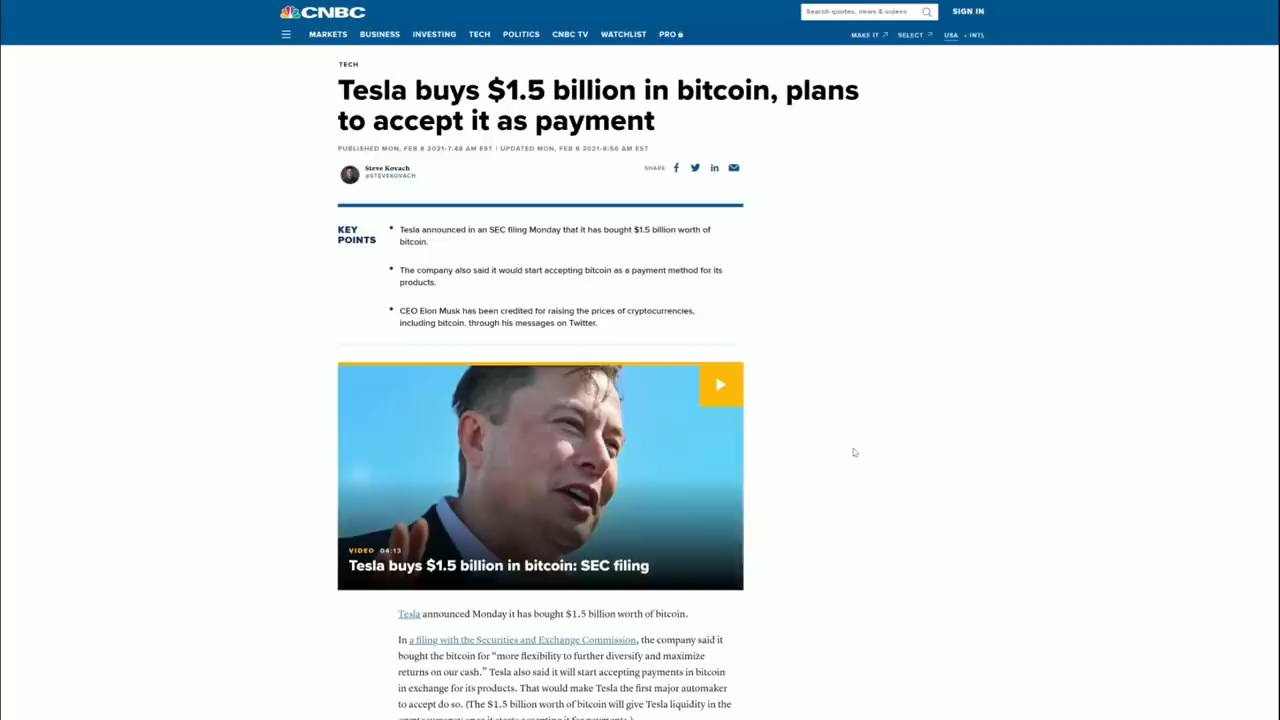 CNBC
Search quotes, news & videos
SIGN IN
MARKETS BUSINESS INVESTING TECH POLITICS CNBC TV WATCHLIST PRO
MAKE IT SELECT USA INTL
TECH
Tesla buys $1.5 billion in bitcoin, plans
to accept it as payment
PUBLISHED MON, FEB 8 2021-7:48 AM EST | UPDATED MON, FEB 8 2021-8:56 AM EST
Steve Kovach
@STEVEKOVACH
SHARE
KEY
POINTS
• Tesla announced in an SEC filing Monday that it has bought $1.5 billion worth of
bitcoin.
• The company also said it would start accepting bitcoin as a payment method for its
products.
• CEO Elon Musk has been credited for raising the prices of cryptocurrencies,
including bitcoin, through his messages on Twitter.
VIDEO 04:13
Tesla buys $1.5 billion in bitcoin: SEC filing
Tesla announced Monday it has bought $1.5 billion worth of bitcoin.
In a filing with the Securities and Exchange Commission, the company said it
bought the bitcoin for “more flexibility to further diversify and maximize
returns on our cash.” Tesla also said it will start accepting payments in bitcoin
in exchange for its products. That would make Tesla the first major automaker
to accept do so. (The $1.5 billion worth of bitcoin will give Tesla liquidity in the